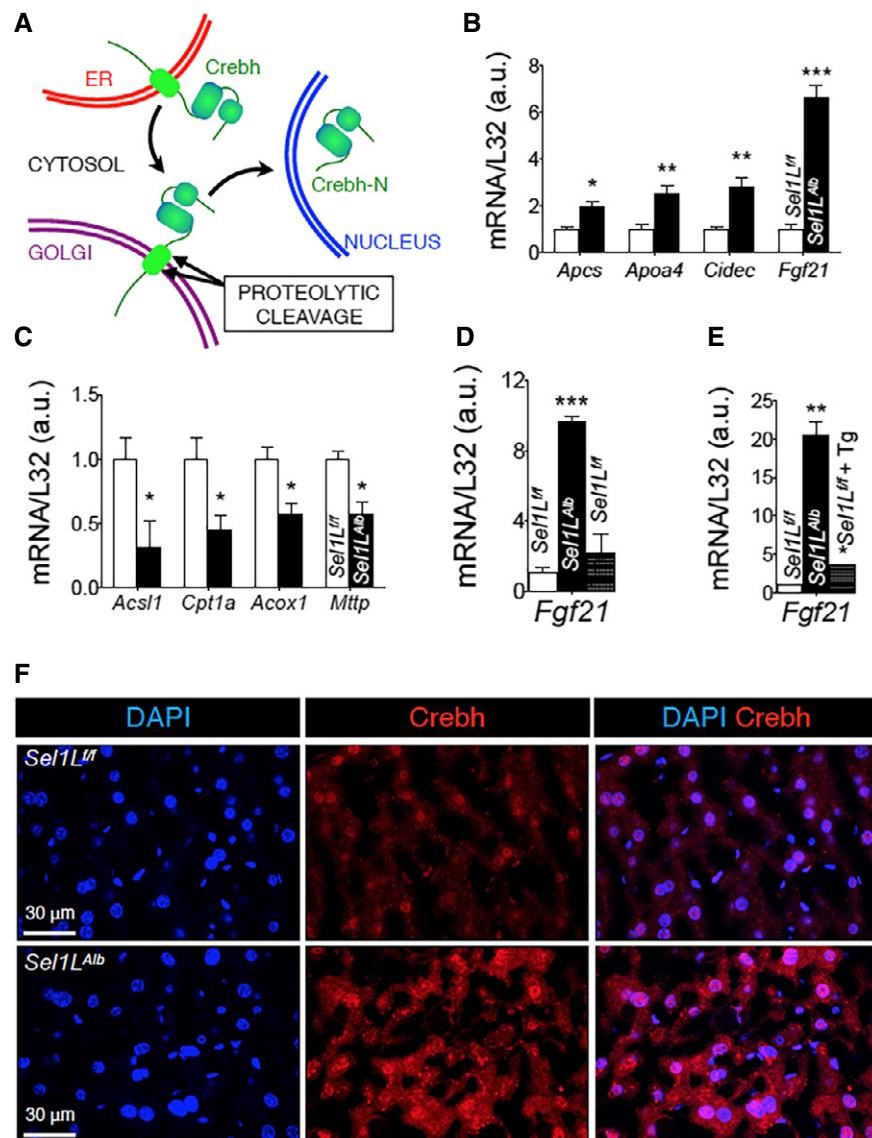 A
ER
Crebh
CYTOSOL
Crebh-N
GOLGI
NUCLEUS
PROTEOLYTIC
CLEAVAGE
B
mRNA/L32 (a.u.)
8
6
4
2
0
*
**
**
***
Sel1Lf/f
Sel1LAlb
Apcs Apoa4 Cidec Fgf21
C
mRNA/L32 (a.u.)
1.5
1.0
0.5
0.0
*
*
*
*
Sel1Lf/f
Sel1LAlb
Acsl1 Cpt1a Acox1 Mttp
D
mRNA/L32 (a.u.)
12
8
4
0
***
Sel1Lf/f
Sel1LAlb
Sel1Lf/f
Fgf21
E
mRNA/L32 (a.u.)
25
20
15
10
5
0
**
Sel1Lf/f
Sel1LAlb
*Sel1Lf/f + Tg
Fgf21
F
DAPI
Crebh
DAPI Crebh
Sel1Lf/f
30 µm
Sel1LAlb
30 µm